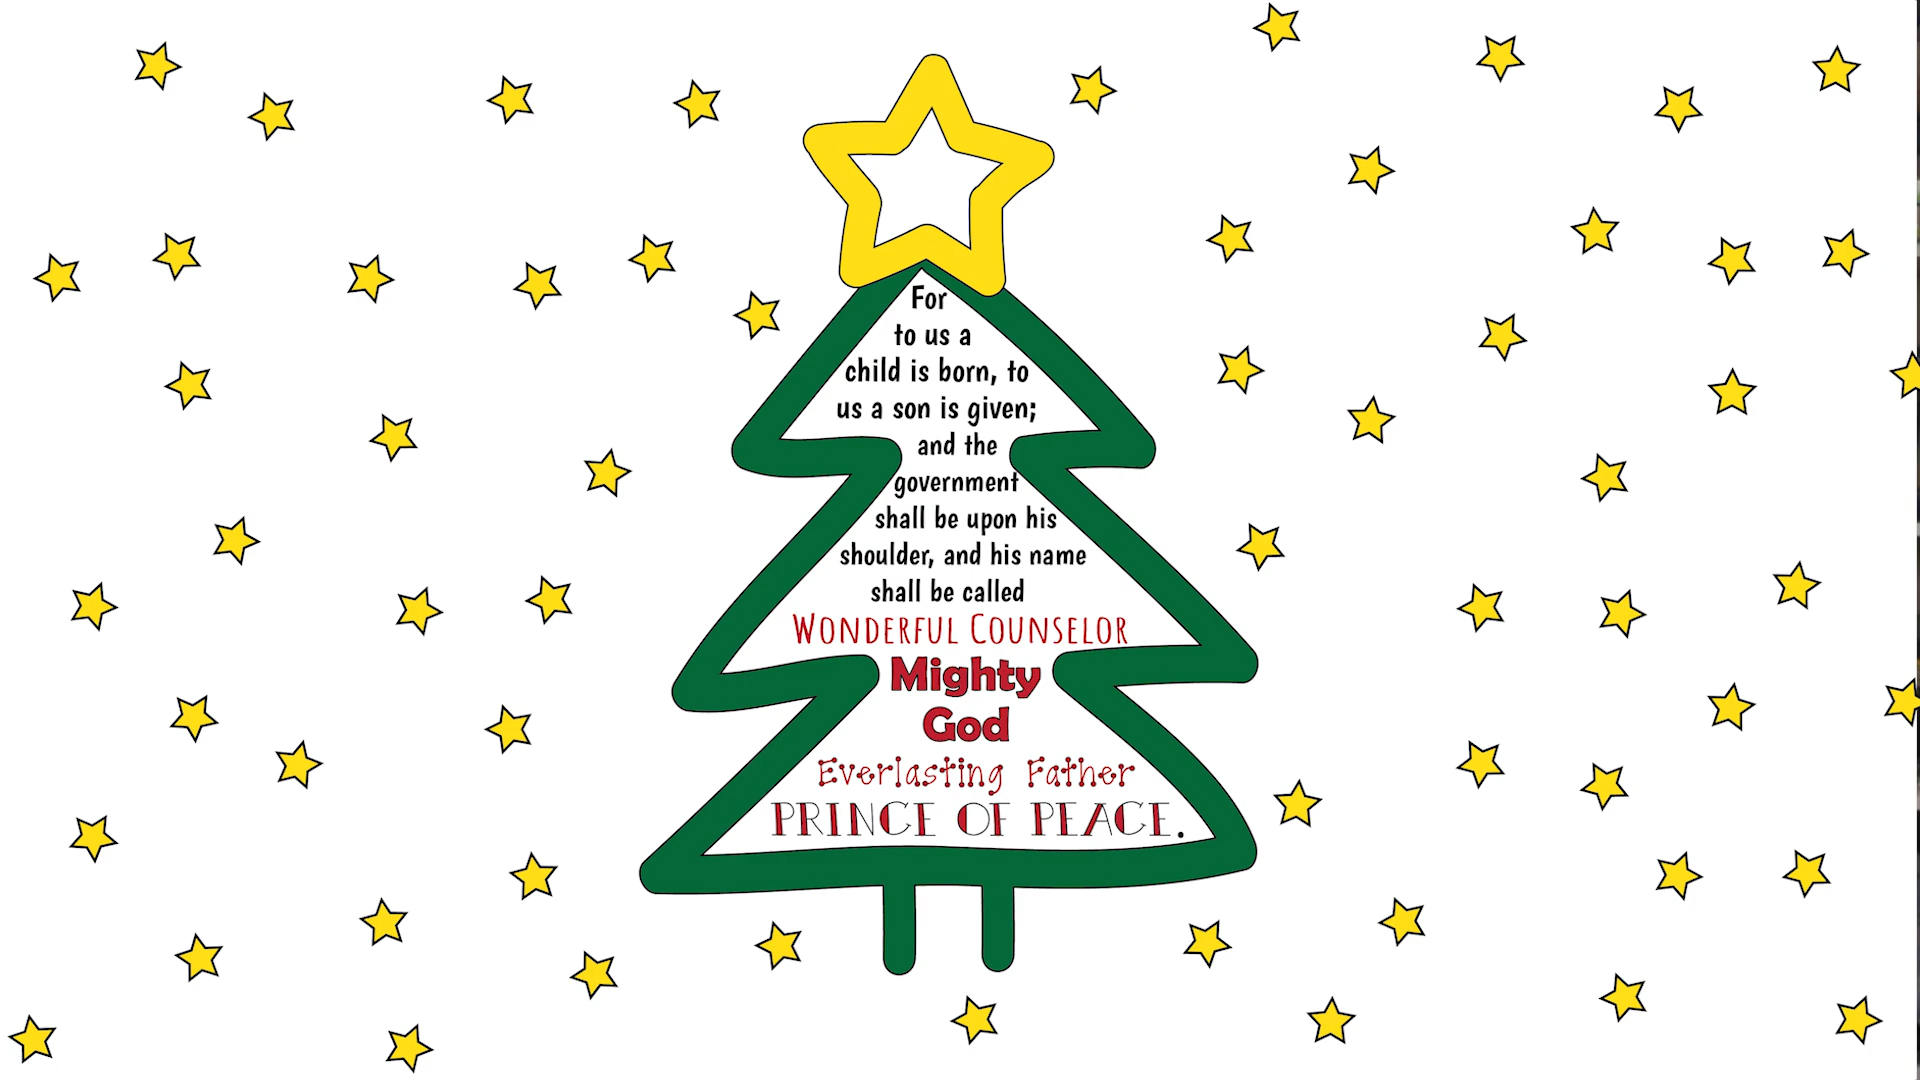 For
to us a
child is born, to
us a son is given;
and the
government
shall be upon his
shoulder, and his name
shall be called
Wonderful Counselor
Mighty
God
Everlasting Father
PRINCE OF PEACE.